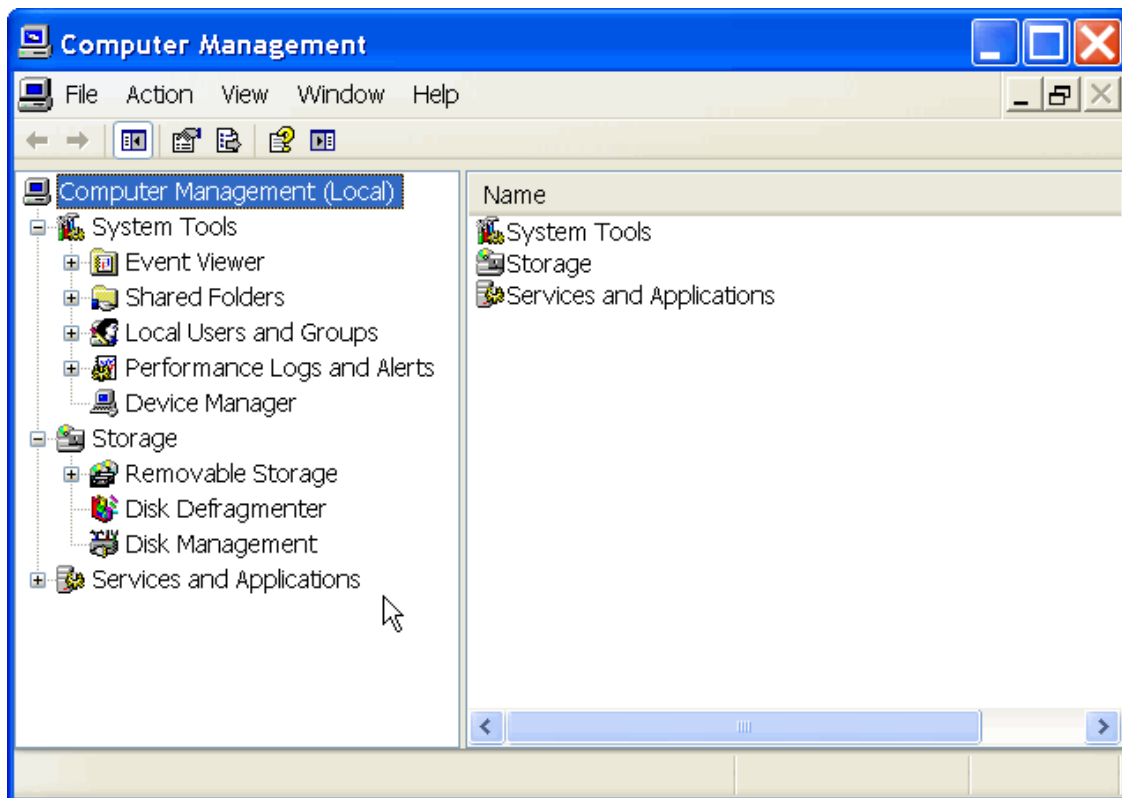 Computer Management
File Action View Window Help
Computer Management (Local)
System Tools
Event Viewer
Shared Folders
Local Users and Groups
Performance Logs and Alerts
Device Manager
Storage
Removable Storage
Disk Defragmenter
Disk Management
Services and Applications
Name
System Tools
Storage
Services and Applications